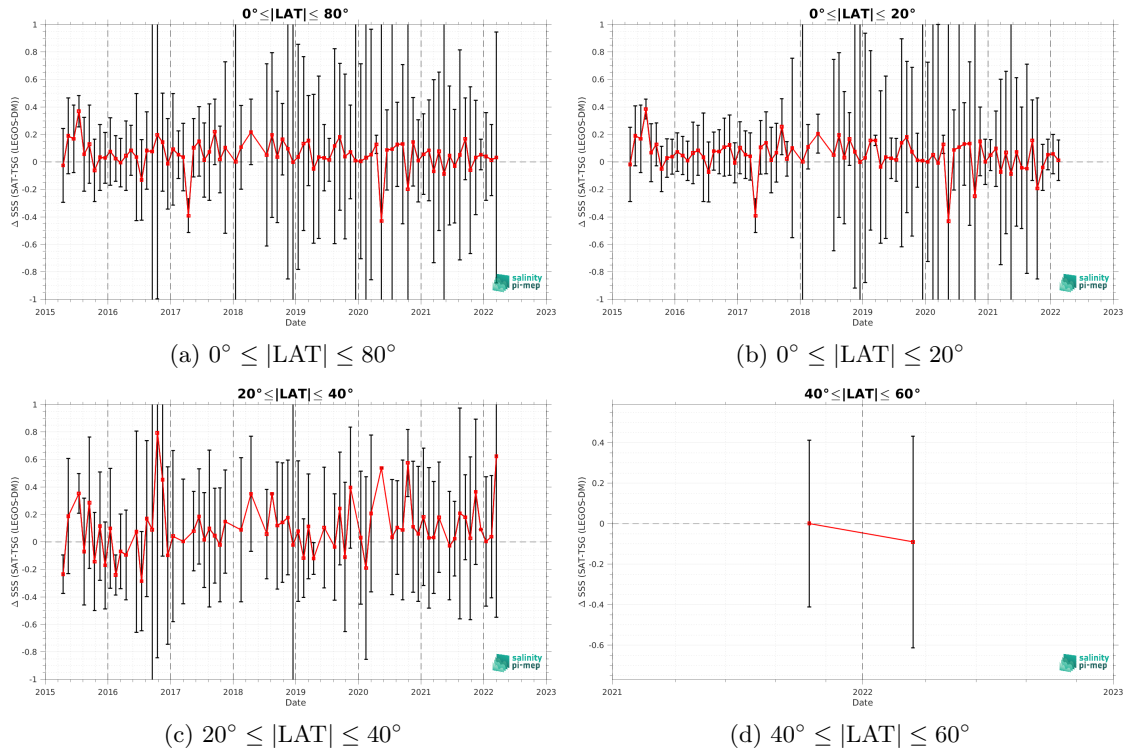 0°≤|LAT|≤ 80°
1
0.8
0.6
0.4
0.2
0
-0.2
-0.4
-0.6
-0.8
-1
Δ SSS (SAT-TSG (LEGOS-DM))
salinity
pi-mep
2015 2016 2017 2018 2019 2020 2021 2022 2023
Date
(a) 0° ≤ |LAT| ≤ 80°
0°≤|LAT|≤ 20°
1
0.8
0.6
0.4
0.2
0
-0.2
-0.4
-0.6
-0.8
-1
Δ SSS (SAT-TSG (LEGOS-DM))
salinity
pi-mep
2015 2016 2017 2018 2019 2020 2021 2022 2023
Date
(b) 0° ≤ |LAT| ≤ 20°
20°≤|LAT|≤ 40°
1
0.8
0.6
0.4
0.2
0
-0.2
-0.4
-0.6
-0.8
-1
Δ SSS (SAT-TSG (LEGOS-DM))
salinity
pi-mep
2015 2016 2017 2018 2019 2020 2021 2022 2023
Date
(c) 20° ≤ |LAT| ≤ 40°
40°≤|LAT|≤ 60°
0.4
0.2
0
-0.2
-0.4
-0.6
Δ SSS (SAT-TSG (LEGOS-DM))
salinity
pi-mep
2021 2022 2023
Date
(d) 40° ≤ |LAT| ≤ 60°